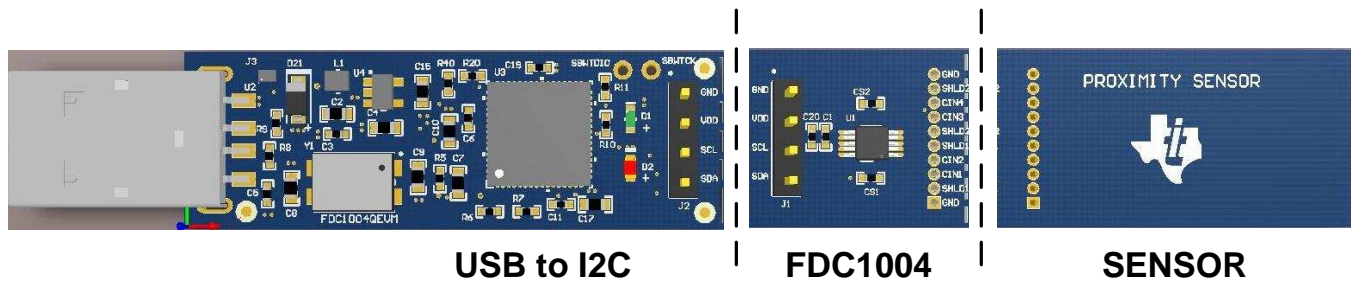 J3
D21
L1
U4
C15
R40
R20
U3
C19
SBWTDIO
SBWTCK
U2
C2
C4
C3
R9
Y1
R8
C10
C6
R11
D1
+
R10
D2
+
GND
VDD
SCL
SDA
J2
C9
R5
C7
C8
R6
R7
C11
C17
FDC1004QEVM
GND
VDD
SCL
SDA
J1
C20
C1
CS2
U1
CS1
GND
SHLD2
CIN4
CIN3
SHLD2
SHLD1
CIN2
CIN1
SHLD1
GND
PROXIMITY SENSOR
ti
USB to I2C
FDC1004
SENSOR